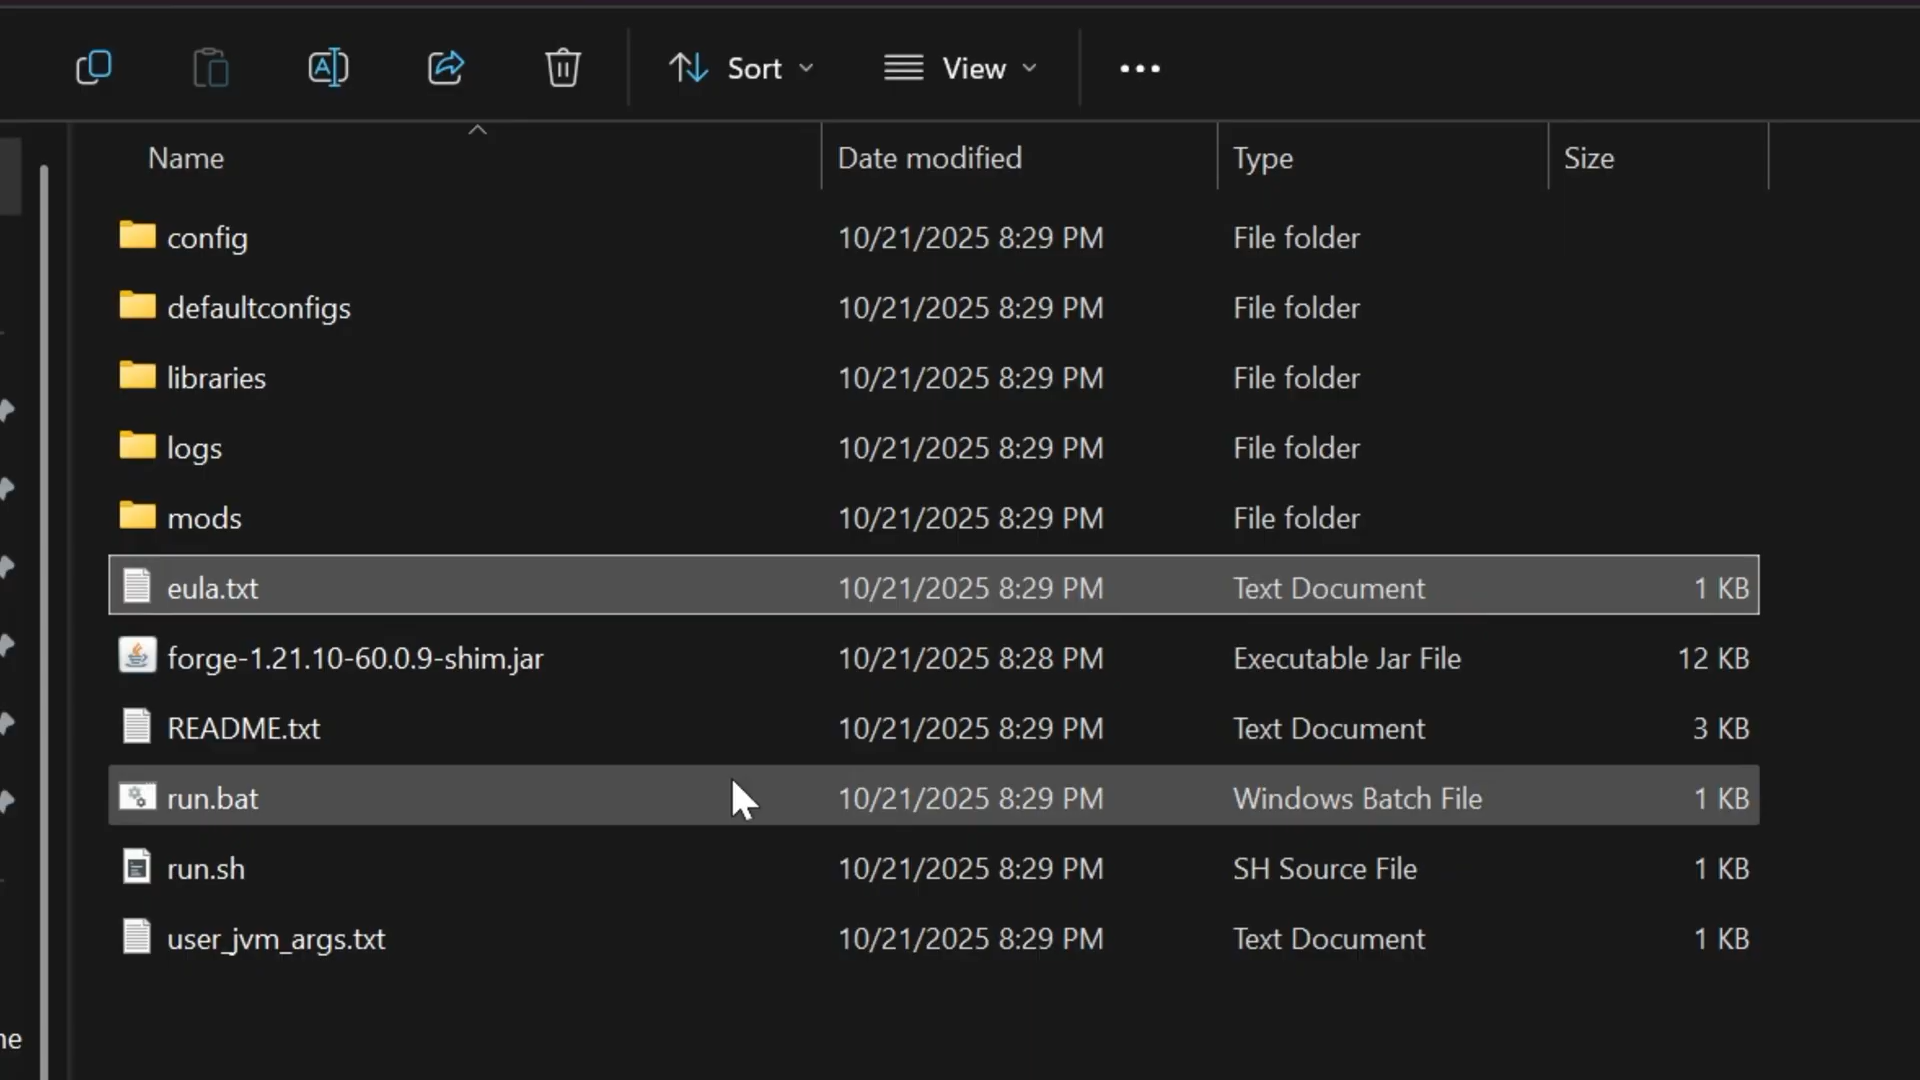 Sort View
Name Date modified Type Size
config 10/21/2025 8:29 PM File folder
defaultconfigs 10/21/2025 8:29 PM File folder
libraries 10/21/2025 8:29 PM File folder
logs 10/21/2025 8:29 PM File folder
mods 10/21/2025 8:29 PM File folder
eula.txt 10/21/2025 8:29 PM Text Document 1 KB
forge-1.21.10-60.0.9-shim.jar 10/21/2025 8:28 PM Executable Jar File 12 KB
README.txt 10/21/2025 8:29 PM Text Document 3 KB
run.bat 10/21/2025 8:29 PM Windows Batch File 1 KB
run.sh 10/21/2025 8:29 PM SH Source File 1 KB
user_jvm_args.txt 10/21/2025 8:29 PM Text Document 1 KB